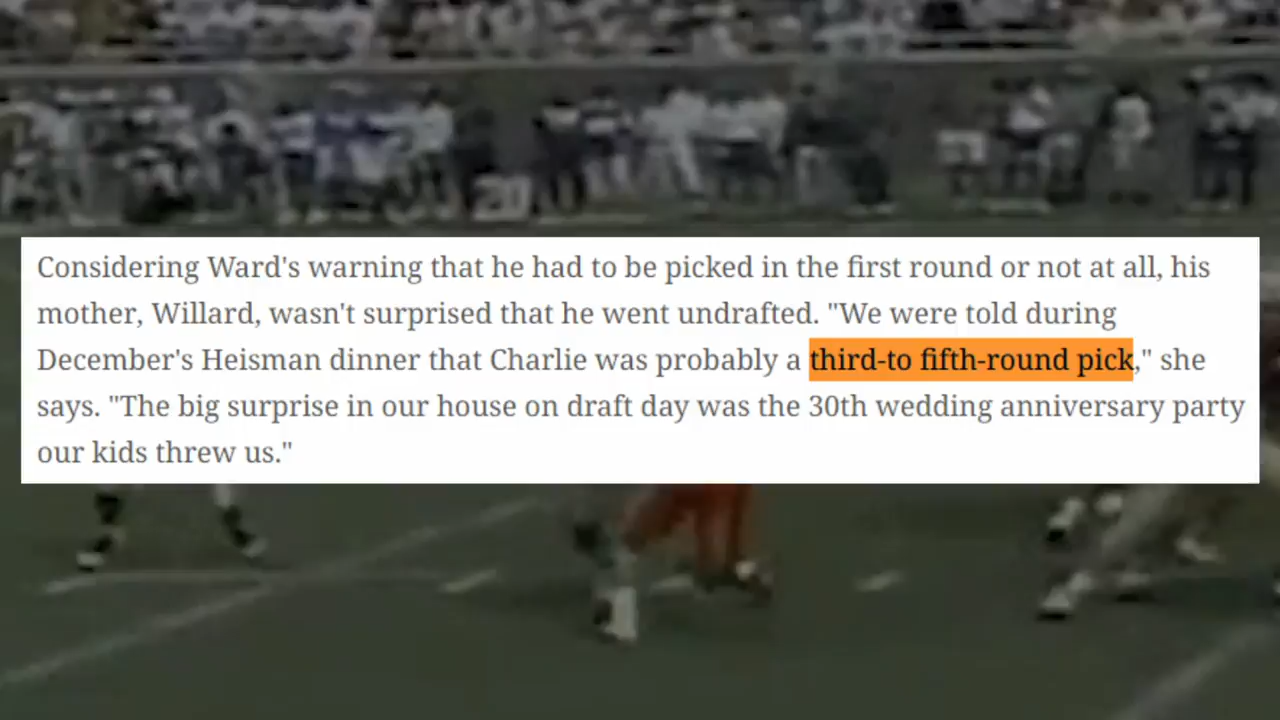 20
Considering Ward's warning that he had to be picked in the first round or not at all, his
mother, Willard, wasn't surprised that he went undrafted. "We were told during
December's Heisman dinner that Charlie was probably a third-to fifth-round pick," she
says. "The big surprise in our house on draft day was the 30th wedding anniversary party
our kids threw us."